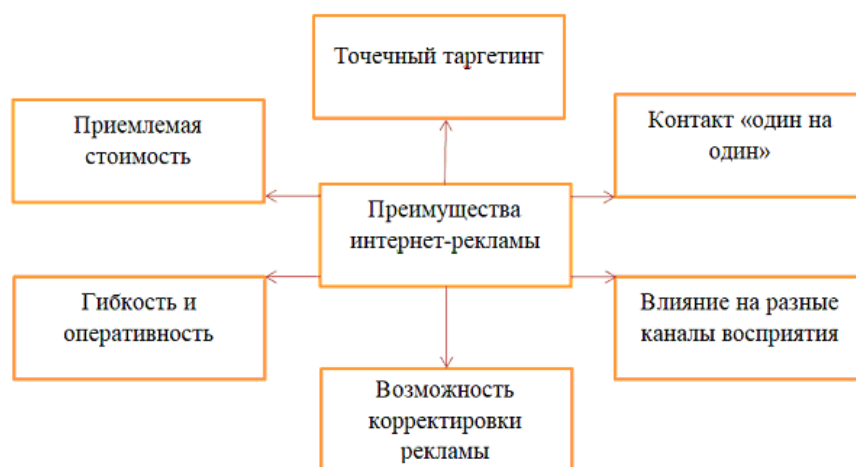 Точечный таргетинг
Приемлемая
стоимость
Контакт «один на
один»
Преимущества
интернет-рекламы
Гибкость и
оперативность
Влияние на разные
каналы восприятия
Возможность
корректировки
рекламы